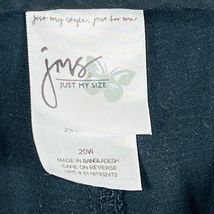 just my style, just for me
jms
JUST MY SIZE
20W
MADE IN BANGLADESH
CARE ON REVERSE